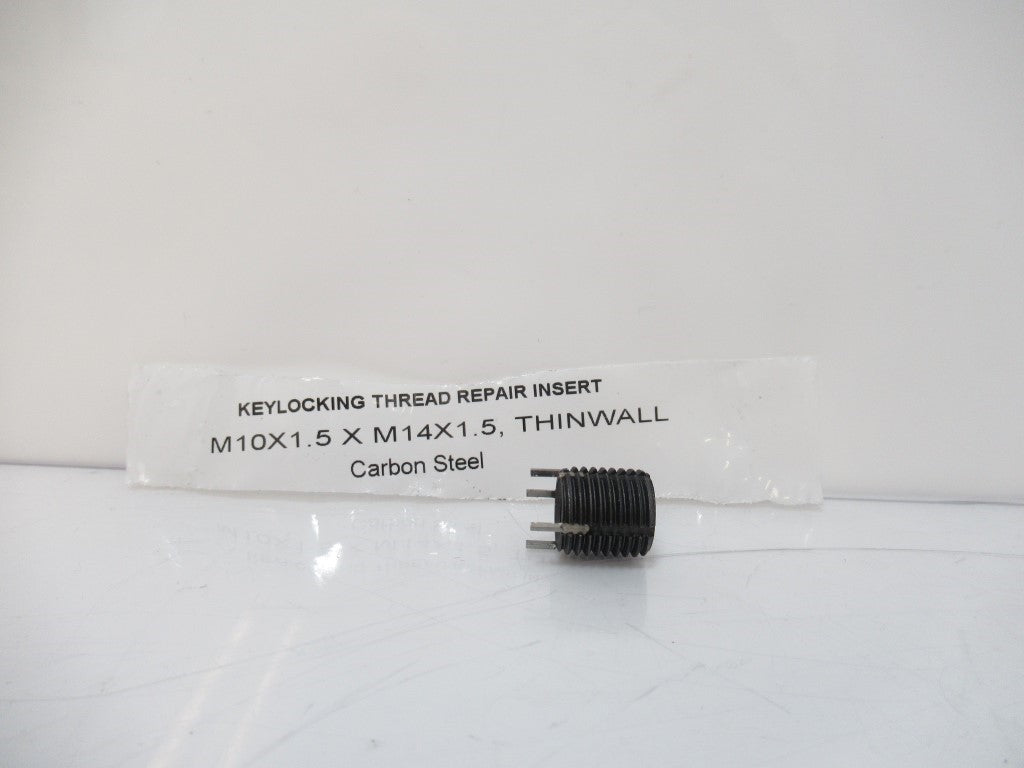 KEYLOCKING THREAD REPAIR INSERT
M10X1.5 X M14X1.5, THINWALL
Carbon Steel